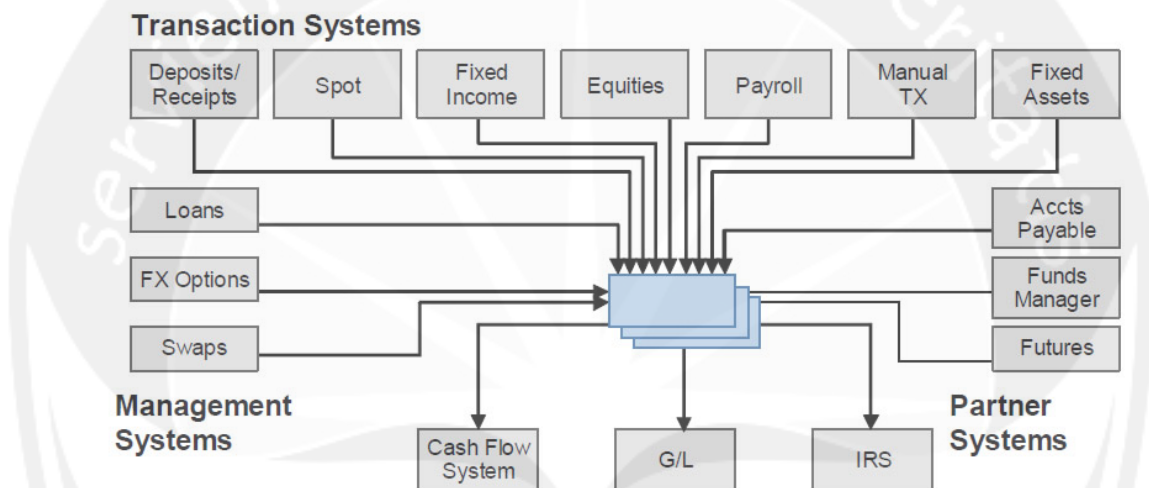 Transaction Systems
Deposits/
Receipts
Spot
Fixed
Income
Equities
Payroll
Manual
TX
Fixed
Assets
Loans
Accts
Payable
FX Options
Funds
Manager
Swaps
Futures
Management
Systems
Partner
Systems
Cash Flow
System
G/L
IRS